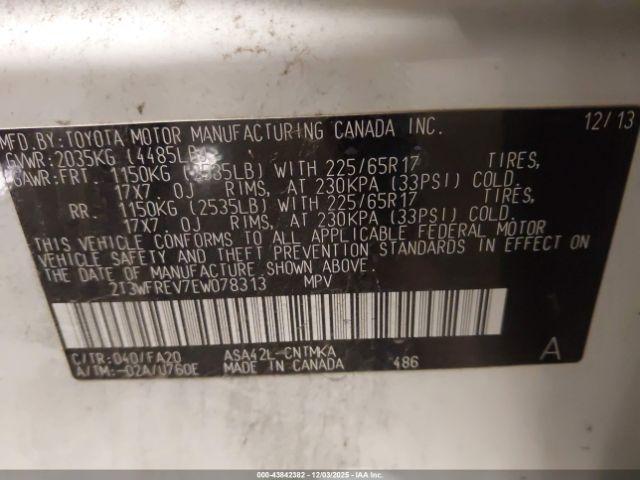 MFD. BY: TOYOTA MOTOR MANUFACTURING CANADA INC. 12/13
GVWR: 2035KG (4485LB)
GAWR: FRT. 1150KG (2535LB) WITH 225/65R17 TIRES,
17X7.0J RIMS, AT 230KPA (33PSI) COLD.
RR. 1150KG (2535LB) WITH 225/65R17 TIRES,
17X7.0J RIMS, AT 230KPA (33PSI) COLD.
THIS VEHICLE CONFORMS TO ALL APPLICABLE FEDERAL MOTOR
VEHICLE SAFETY AND THEFT PREVENTION STANDARDS IN EFFECT ON
THE DATE OF MANUFACTURE SHOWN ABOVE.
2T3WFREV7EW078313 MPV
C/TR: 040/FA20 ASA42L-CNTMKA A
A/TM: -02A/U760E MADE IN CANADA 486
000-43842382 - 12/03/2025 - IAAI.COM